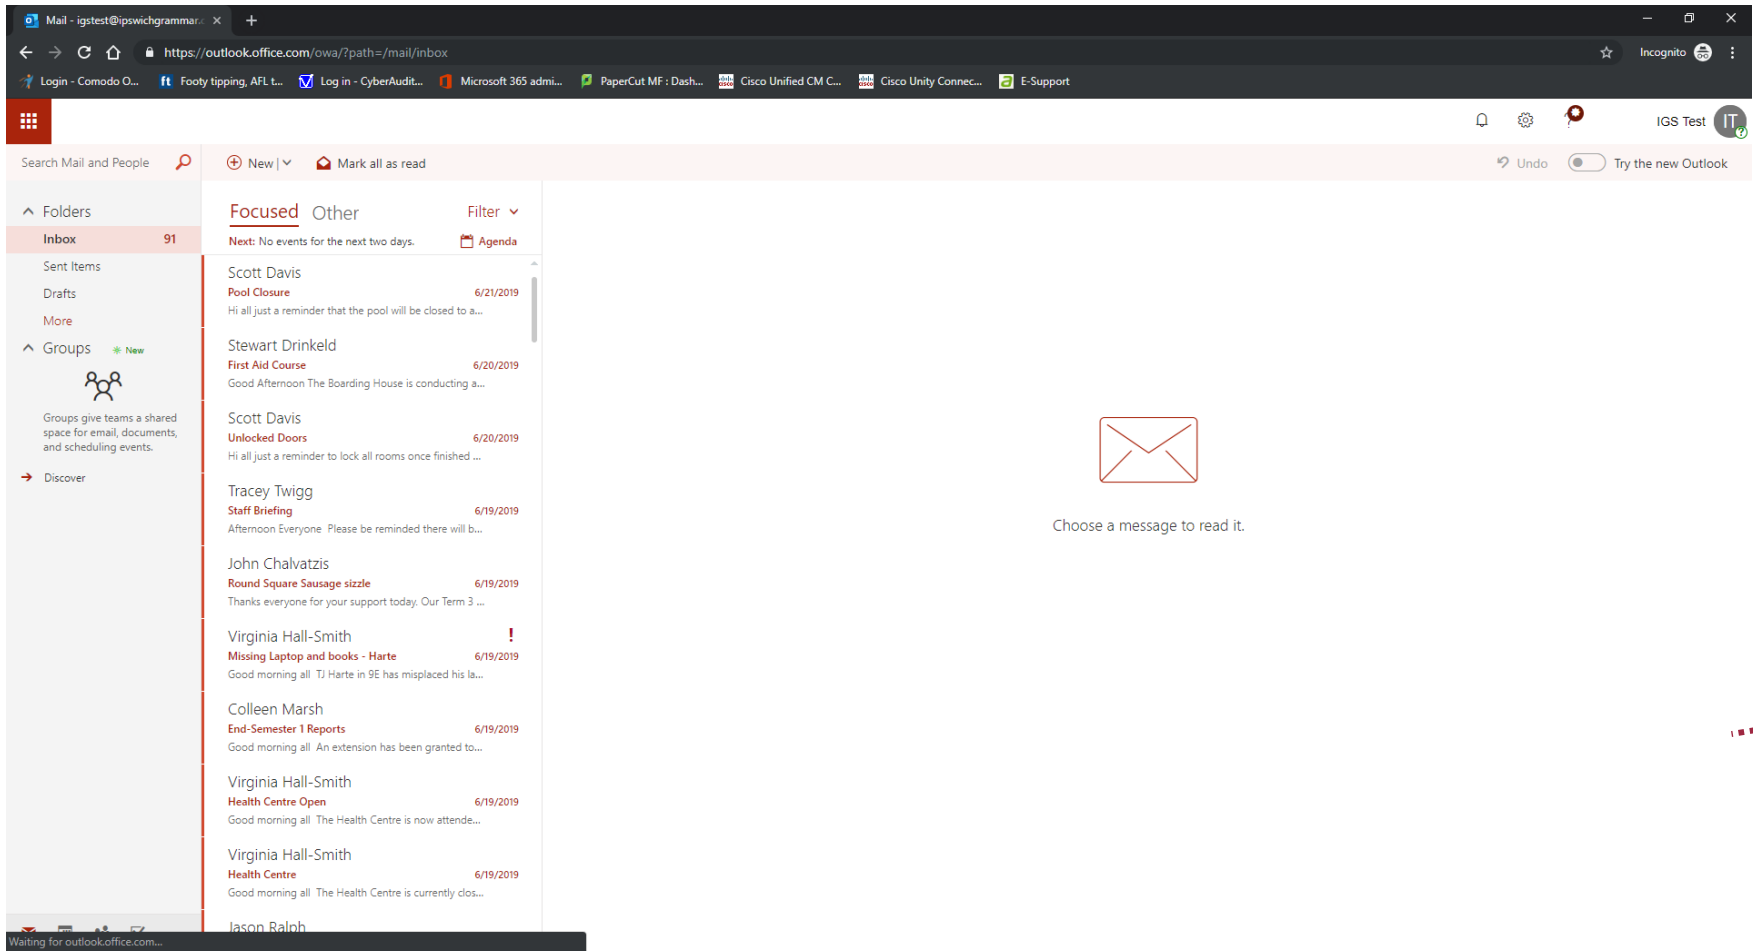 Mail - igstest@ipswichgrammar.c
https://outlook.office.com/owa/?path=/mail/inbox
Incognito
Login - Comodo O...
Footy tipping, AFL t...
Log in - CyberAudit...
Microsoft 365 admi...
PaperCut MF : Dash...
Cisco Unified CM C...
Cisco Unity Connec...
E-Support
IGS Test
IT
Search Mail and People
New
Mark all as read
Undo
Try the new Outlook
Folders
Inbox 91
Sent Items
Drafts
More
Groups New
Groups give teams a shared
space for email, documents,
and scheduling events.
Discover
Focused Other Filter
Next: No events for the next two days. Agenda
Scott Davis
Pool Closure 6/21/2019
Hi all just a reminder that the pool will be closed to a...
Stewart Drinkeld
First Aid Course 6/20/2019
Good Afternoon The Boarding House is conducting a...
Scott Davis
Unlocked Doors 6/20/2019
Hi all just a reminder to lock all rooms once finished ...
Tracey Twigg
Staff Briefing 6/19/2019
Afternoon Everyone Please be reminded there will b...
John Chalvatzis
Round Square Sausage sizzle 6/19/2019
Thanks everyone for your support today. Our Term 3 ...
Virginia Hall-Smith !
Missing Laptop and books - Harte 6/19/2019
Good morning all TJ Harte in 9E has misplaced his la...
Colleen Marsh
End-Semester 1 Reports 6/19/2019
Good morning all An extension has been granted to...
Virginia Hall-Smith
Health Centre Open 6/19/2019
Good morning all The Health Centre is now attende...
Virginia Hall-Smith
Health Centre 6/19/2019
Good morning all The Health Centre is currently clos...
Jason Ralph
Choose a message to read it.
Waiting for outlook.office.com...